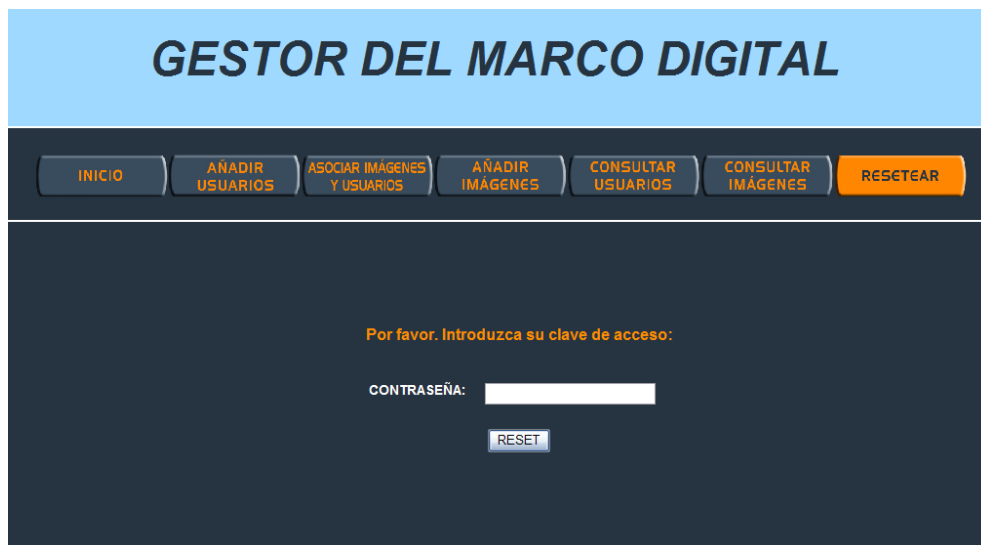 GESTOR DEL MARCO DIGITAL
INICIO
AÑADIR
USUARIOS
ASOCIAR IMÁGENES
Y USUARIOS
AÑADIR
IMÁGENES
CONSULTAR
USUARIOS
CONSULTAR
IMÁGENES
RESETEAR
Por favor. Introduzca su clave de acceso:
CONTRASEÑA:
RESET